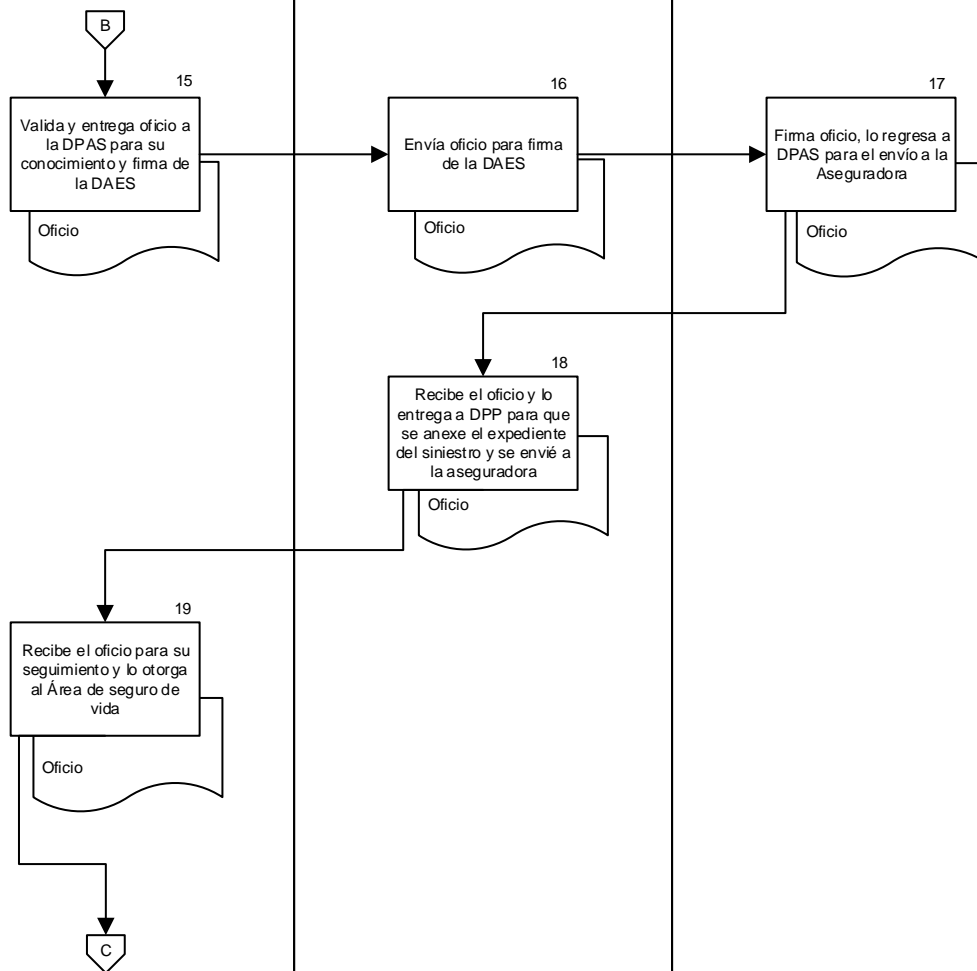 B
15
Valida y entrega oficio a
la DPAS para su
conocimiento y firma de
la DAES
Oficio
16
Envía oficio para firma
de la DAES
Oficio
17
Firma oficio, lo regresa a
DPAS para el envío a la
Aseguradora
Oficio
18
Recibe el oficio y lo
entrega a DPP para que
se anexe el expediente
del siniestro y se envié a
la aseguradora
Oficio
19
Recibe el oficio para su
seguimiento y lo otorga
al Área de seguro de
vida
Oficio
C